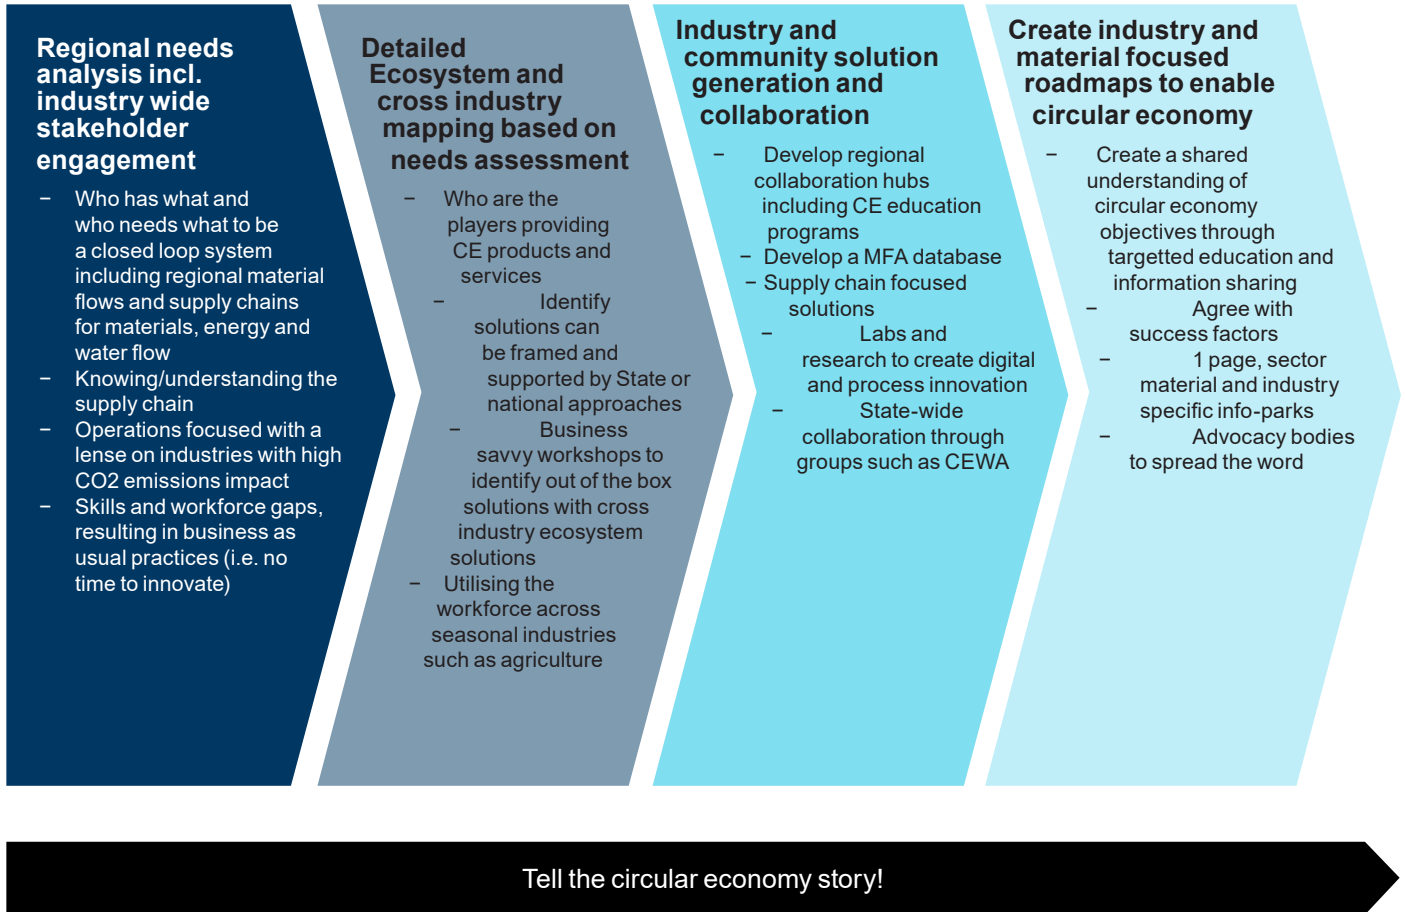 Regional needs
analysis incl.
industry wide
stakeholder
engagement
– Who has what and
who needs what to be
a closed loop system
including regional material
flows and supply chains
for materials, energy and
water flow
– Knowing/understanding the
supply chain
– Operations focused with a
lense on industries with high
CO2 emissions impact
– Skills and workforce gaps,
resulting in business as
usual practices (i.e. no
time to innovate)
Detailed
Ecosystem and
cross industry
mapping based on
needs assessment
– Who are the
players providing
CE products and
services
– Identify
solutions can
be framed and
supported by State or
national approaches
– Business
savvy workshops to
identify out of the box
solutions with cross
industry ecosystem
solutions
– Utilising the
workforce across
seasonal industries
such as agriculture
Industry and
community solution
generation and
collaboration
– Develop regional
collaboration hubs
including CE education
programs
– Develop a MFA database
– Supply chain focused
solutions
– Labs and
research to create digital
and process innovation
– State-wide
collaboration through
groups such as CEWA
Create industry and
material focused
roadmaps to enable
circular economy
– Create a shared
understanding of
circular economy
objectives through
targetted education and
information sharing
– Agree with
success factors
– 1 page, sector
material and industry
specific info-parks
– Advocacy bodies
to spread the word
Tell the circular economy story!